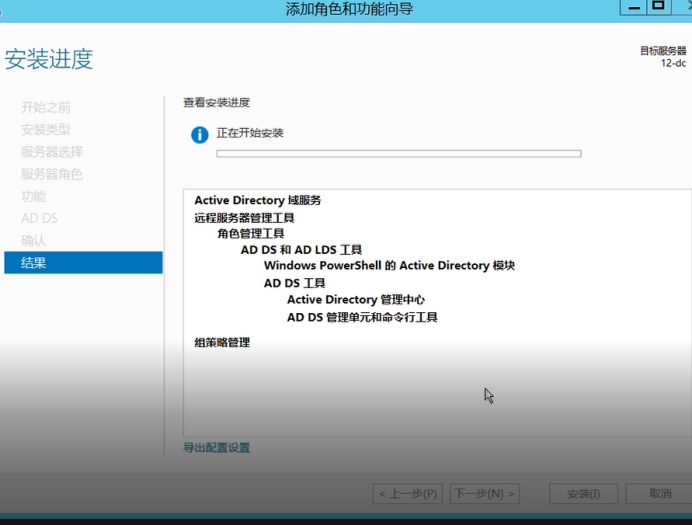 添加角色和功能向导
安装进度
目标服务器
12-dc
开始之前
安装类型
服务器选择
服务器角色
功能
AD DS
确认
结果
查看安装进度
正在开始安装
Active Directory 域服务
远程服务器管理工具
角色管理工具
AD DS 和 AD LDS 工具
Windows PowerShell 的 Active Directory 模块
AD DS 工具
Active Directory 管理中心
AD DS 管理单元和命令行工具
组策略管理
导出配置设置
< 上一步(P)
下一步(N) >
安装(I)
取消